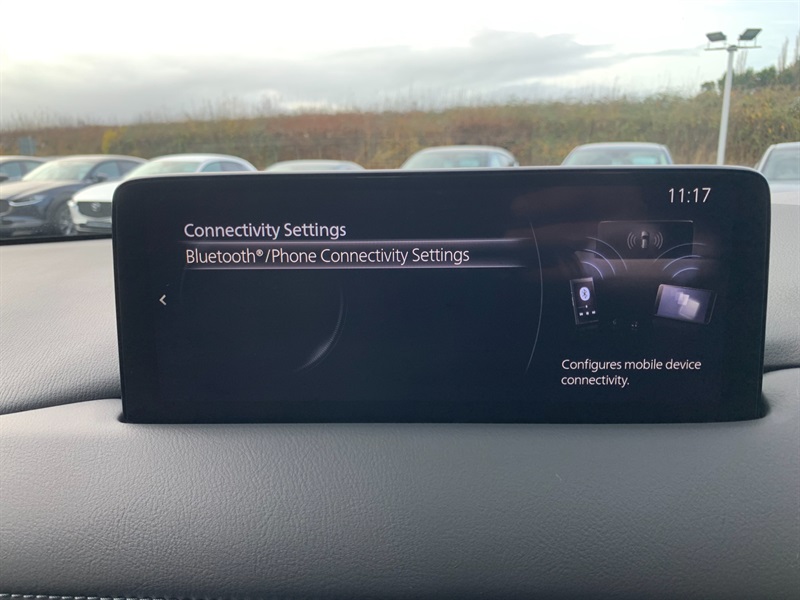 11:17
Connectivity Settings
Bluetooth®/Phone Connectivity Settings
Configures mobile device
connectivity.